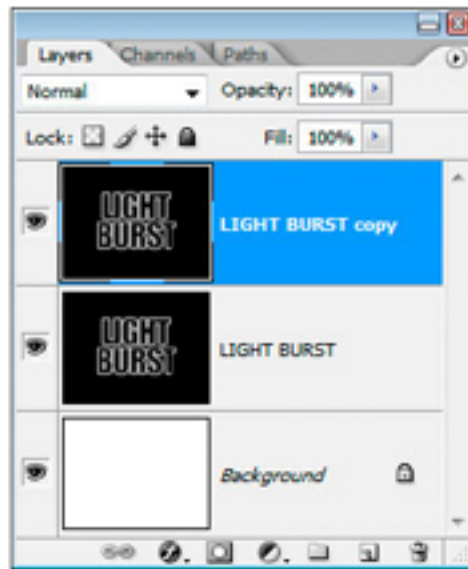 Layers Channels Paths
Normal Opacity: 100%
Lock: Fill: 100%
LIGHT
BURST
LIGHT BURST copy
LIGHT
BURST
LIGHT BURST
Background